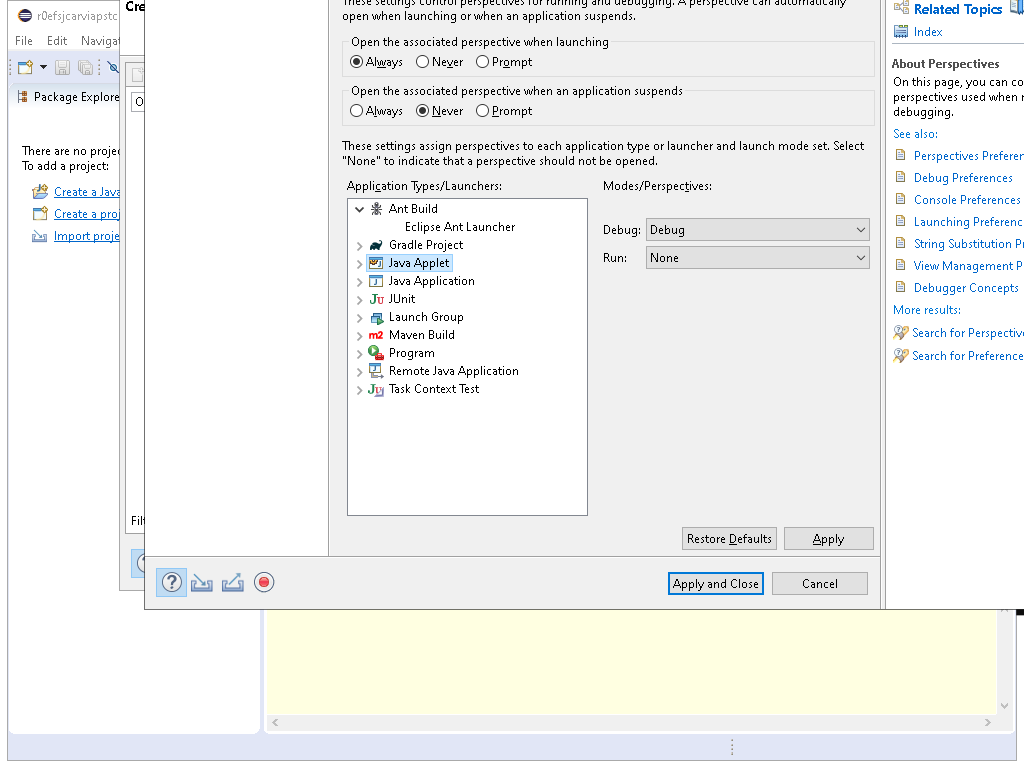 r0efsjcarviapstc
File Edit Naviga
Package Explore
There are no proje
To add a project:
Create a Java
Create a proj
Import proje
Cre
O
Filt
These settings control perspectives for running and debugging. A perspective can automatically
open when launching or when an application suspends.
Open the associated perspective when launching
Always Never Prompt
Open the associated perspective when an application suspends
Always Never Prompt
These settings assign perspectives to each application type or launcher and launch mode set. Select
"None" to indicate that a perspective should not be opened.
Application Types/Launchers:
Ant Build
Eclipse Ant Launcher
Gradle Project
Java Applet
Java Application
JUnit
Launch Group
Maven Build
Program
Remote Java Application
Task Context Test
Modes/Perspectives:
Debug: Debug
Run: None
Restore Defaults Apply
Apply and Close Cancel
Related Topics
Index
About Perspectives
On this page, you can co
perspectives used when r
debugging.
See also:
Perspectives Preferen
Debug Preferences
Console Preferences
Launching Preferenc
String Substitution Pr
View Management P
Debugger Concepts
More results:
Search for Perspective
Search for Preference